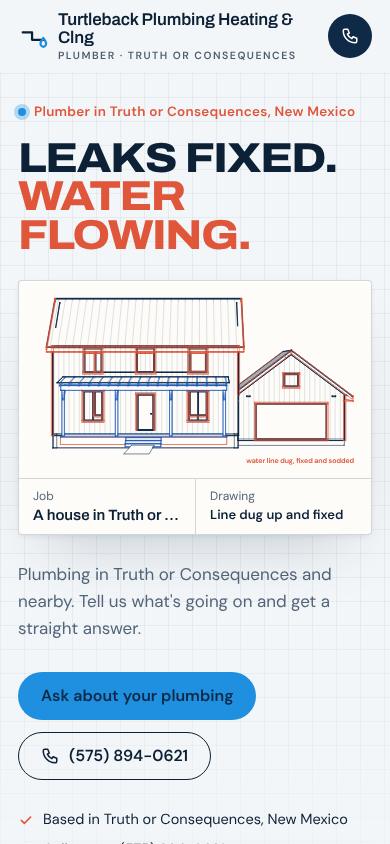 Turtleback Plumbing Heating &
Clng
PLUMBER · TRUTH OR CONSEQUENCES
Plumber in Truth or Consequences, New Mexico
LEAKS FIXED.
WATER
FLOWING.
water line dug, fixed and sodded
Job
A house in Truth or …
Drawing
Line dug up and fixed
Plumbing in Truth or Consequences and
nearby. Tell us what's going on and get a
straight answer.
Ask about your plumbing
(575) 894-0621
Based in Truth or Consequences, New Mexico